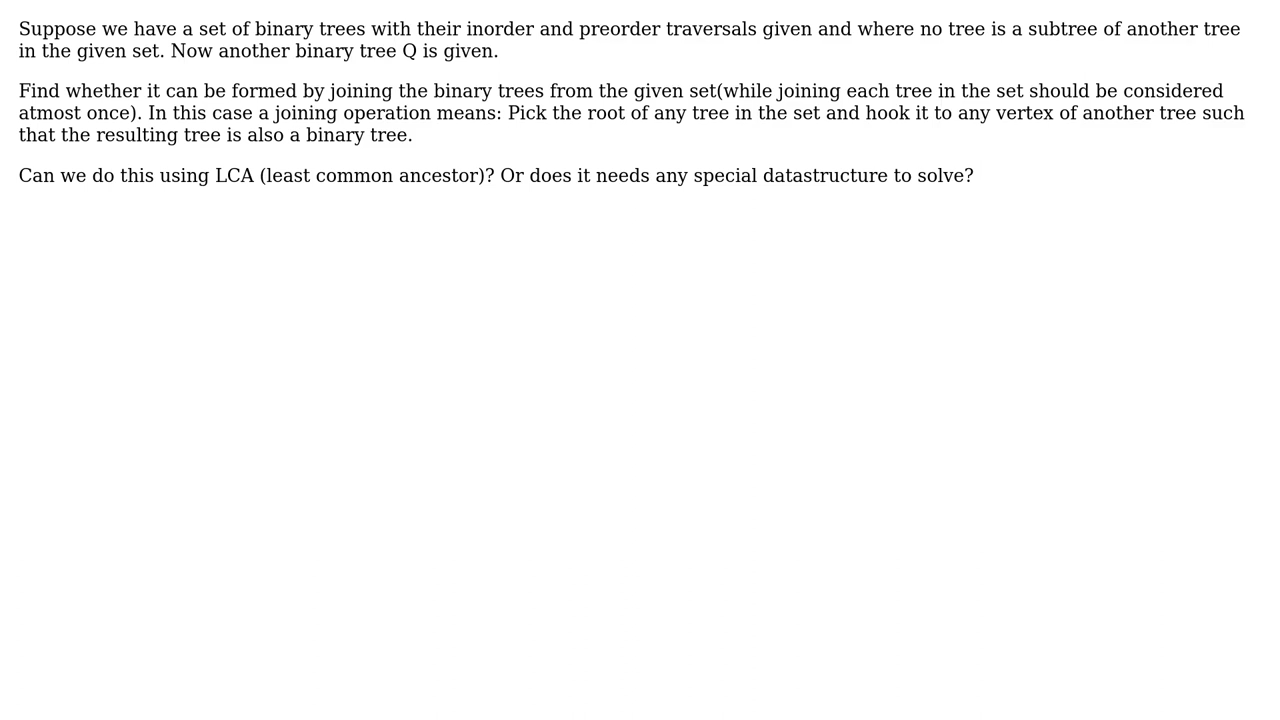 Suppose we have a set of binary trees with their inorder and preorder traversals given and where no tree is a subtree of another tree
in the given set. Now another binary tree Q is given.
Find whether it can be formed by joining the binary trees from the given set(while joining each tree in the set should be considered
atmost once). In this case a joining operation means: Pick the root of any tree in the set and hook it to any vertex of another tree such
that the resulting tree is also a binary tree.
Can we do this using LCA (least common ancestor)? Or does it needs any special datastructure to solve?